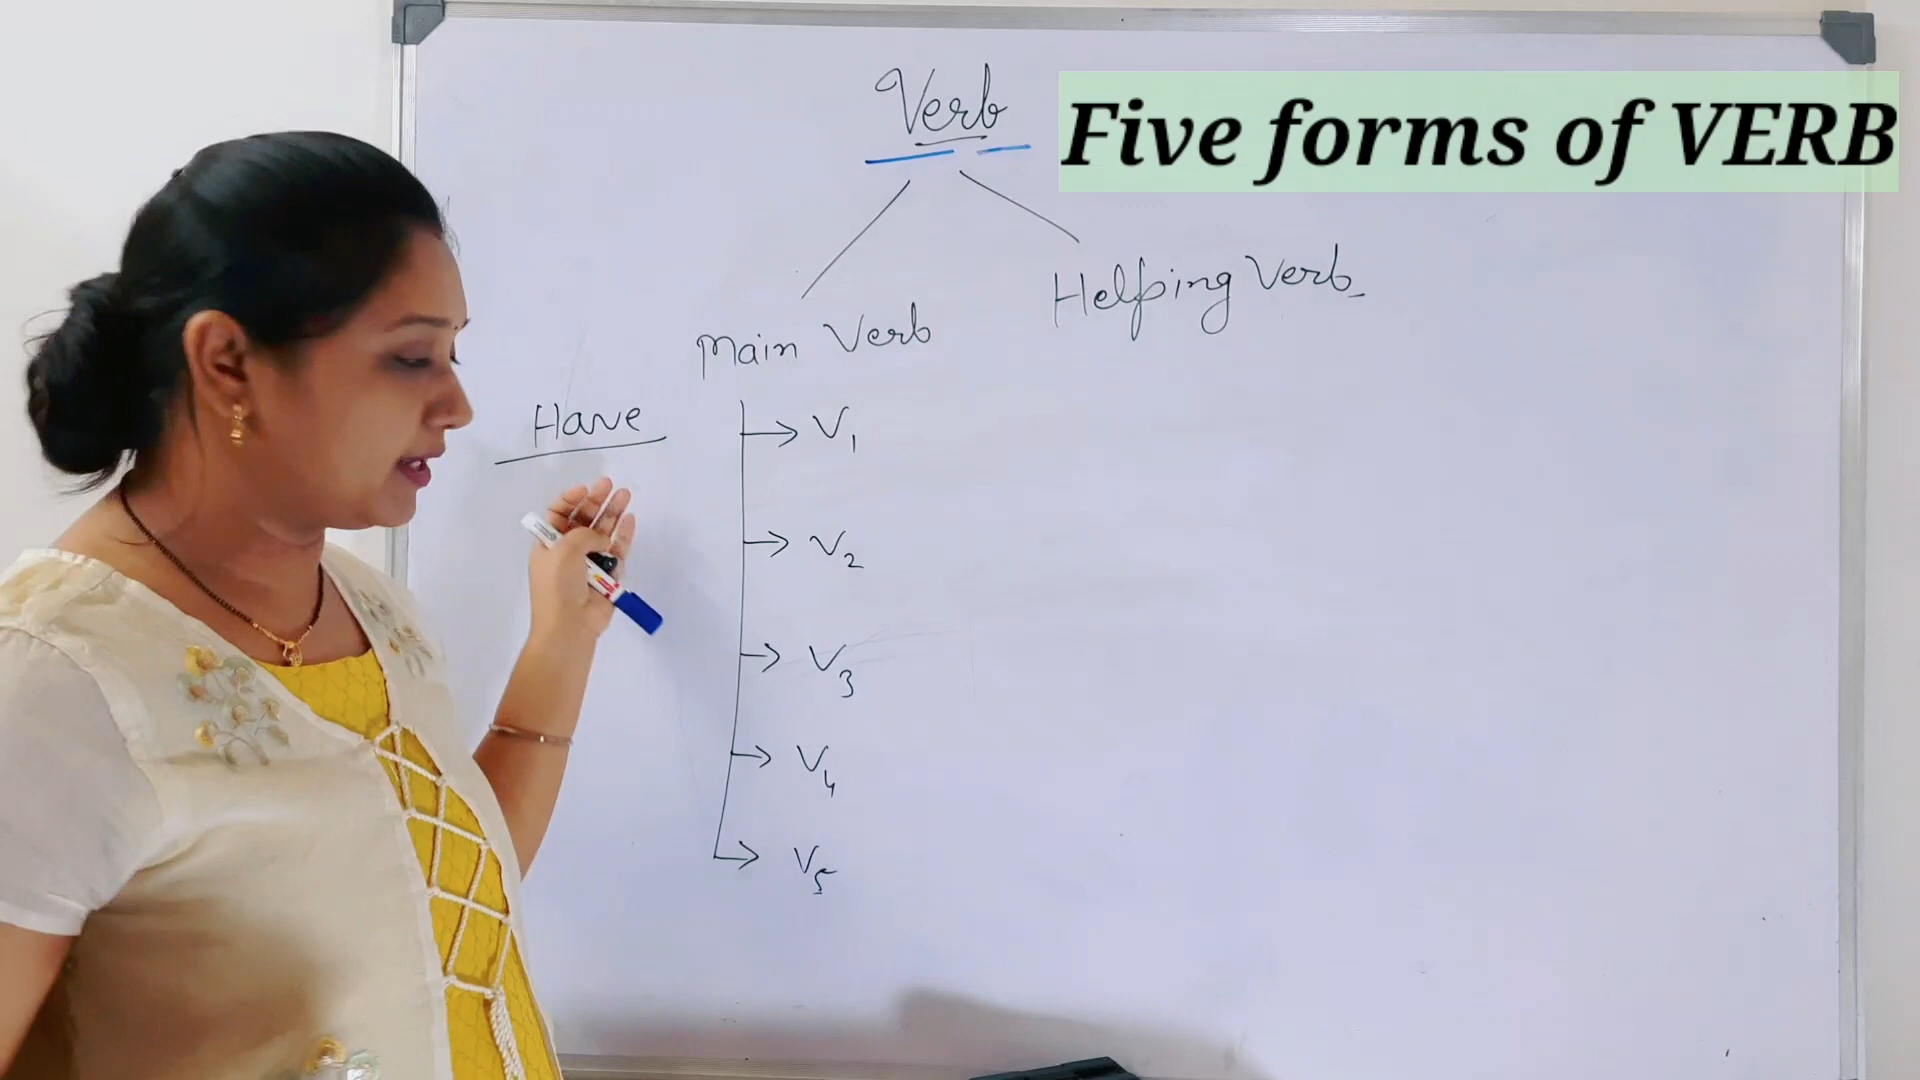 Verb
Five forms of VERB
Helping Verb
Main Verb
Have
V1
V2
V3
V4
V5